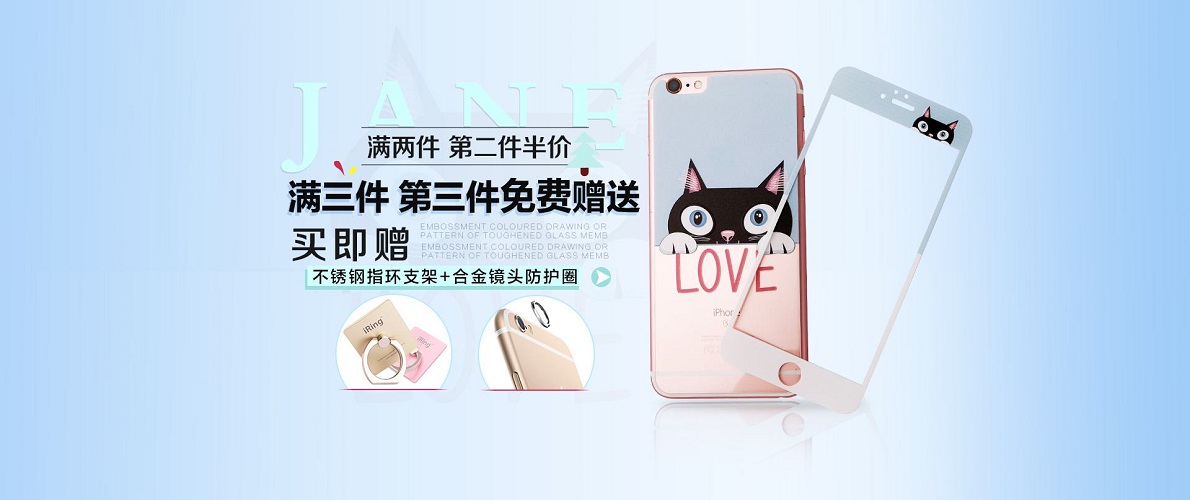 JANE
满两件 第二件半价
满三件 第三件免费赠送
买即赠
EMBOSSMENT COLOURED DRAWING OR
PATTERN OF TOUGHENED GLASS MEMB
EMBOSSMENT COLOURED DRAWING OR
PATTERN OF TOUGHENED GLASS MEMB
不锈钢指环支架+合金镜头防护圈
iRing
iRing
LOVE
iPhone